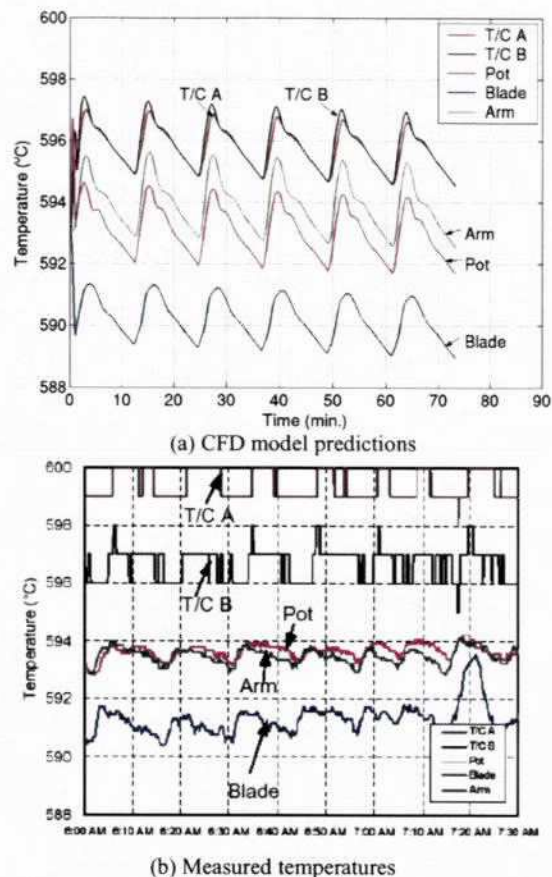 600
598
596
594
592
590
588
Temperature (°C)
T/C A
T/C B
Pot
Blade
Arm
T/C A
T/C B
Arm
Pot
Blade
0 10 20 30 40 50 60 70 80 90
Time (min.)
(a) CFD model predictions
600
598
596
594
591
590
588
Temperature (°C)
T/C A
T/C B
Pot
Arm
Blade
T/C A
T/C B
Pot
Blade
Arm
6:00 AM 6:10 AM 6:20 AM 6:30 AM 6:40 AM 6:50 AM 7:00 AM 7:10 AM 7:20 AM 7:30 AM
(b) Measured temperatures